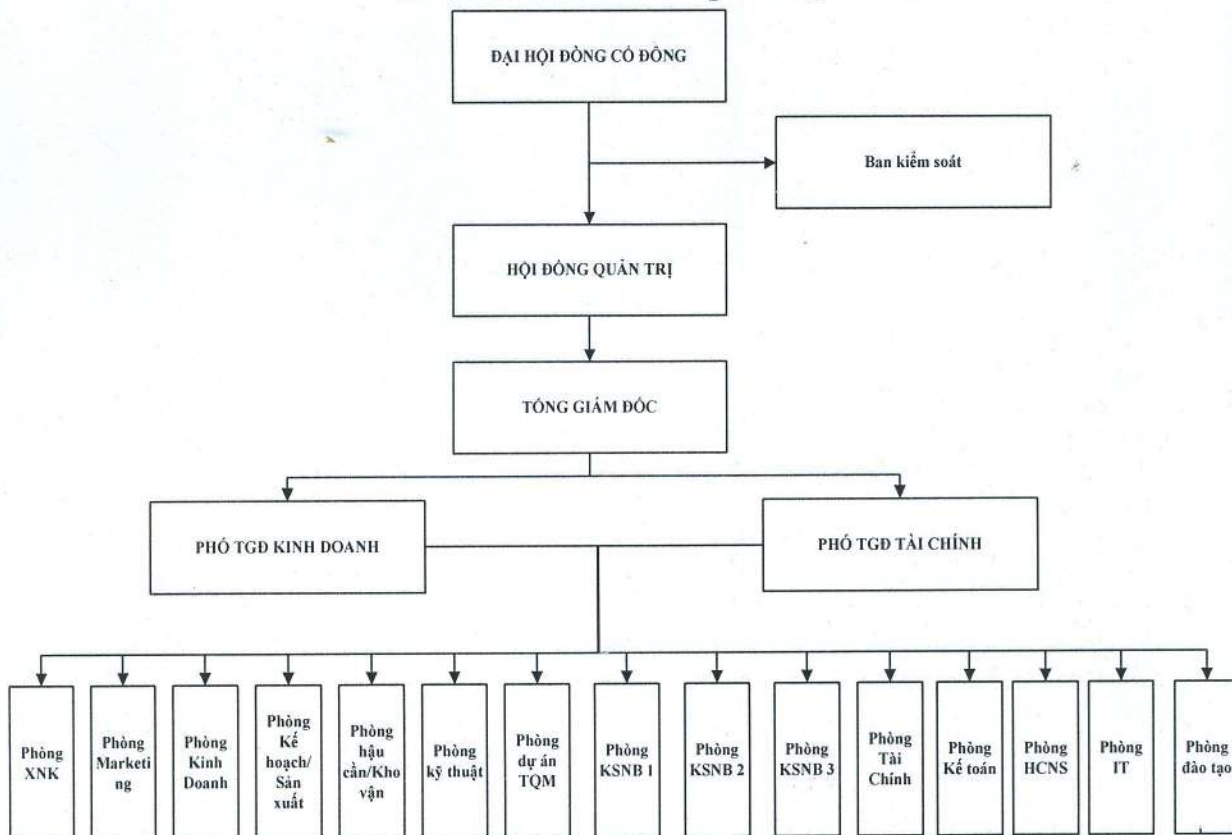 ĐẠI HỘI ĐỒNG CỔ ĐÔNG
Ban kiểm soát
HỘI ĐỒNG QUẢN TRỊ
TỔNG GIÁM ĐỐC
PHÓ TGĐ KINH DOANH
PHÓ TGĐ TÀI CHÍNH
Phòng
XNK
Phòng
Marketi
ng
Phòng
Kinh
Doanh
Phòng
Kế
hoạch/
Sản
xuất
Phòng
hậu
cần/Kho
vận
Phòng
kỹ thuật
Phòng
dự án
TQM
Phòng
KSNB 1
Phòng
KSNB 2
Phòng
KSNB 3
Phòng
Tài
Chính
Phòng
Kế toán
Phòng
HCNS
Phòng
IT
Phòng
đào tạo